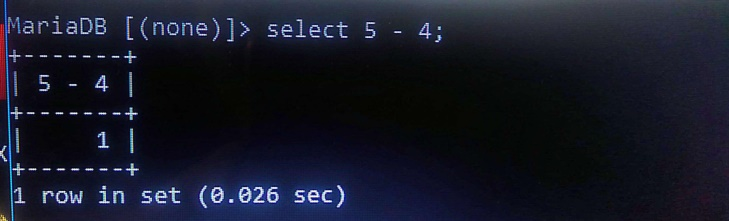 MariaDB [(none)]> select 5 - 4;
+-------+
| 5 - 4 |
+-------+
|     1 |
+-------+
1 row in set (0.026 sec)